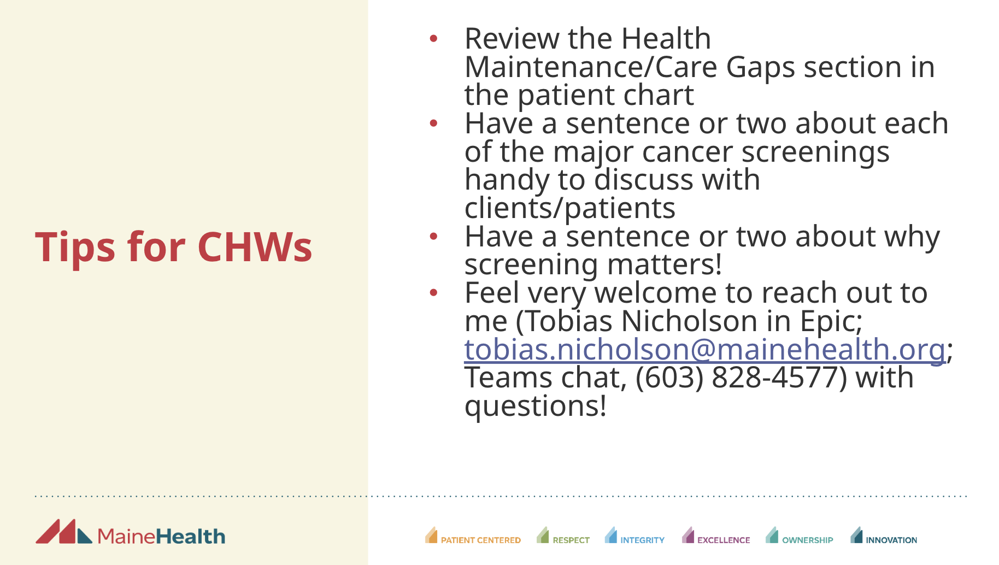 Tips for CHWs
• Review the Health
Maintenance/Care Gaps section in
the patient chart
• Have a sentence or two about each
of the major cancer screenings
handy to discuss with
clients/patients
• Have a sentence or two about why
screening matters!
• Feel very welcome to reach out to
me (Tobias Nicholson in Epic;
tobias.nicholson@mainehealth.org;
Teams chat, (603) 828-4577) with
questions!
MaineHealth
PATIENT CENTERED RESPECT INTEGRITY EXCELLENCE OWNERSHIP INNOVATION